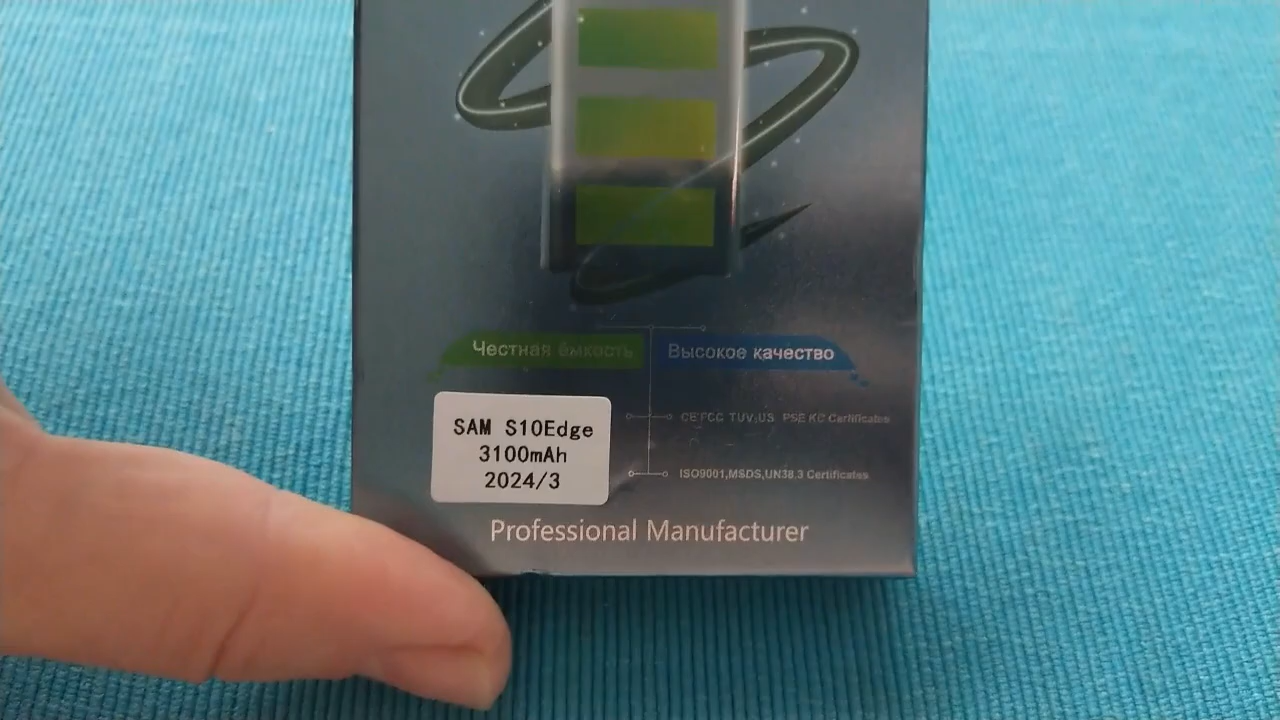 Честная ёмкость
Высокое качество
SAM S10Edge
3100mAh
2024/3
CE FCC TUV US PSE KC Certificates
ISO9001,MSDS,UN38.3 Certificates
Professional Manufacturer